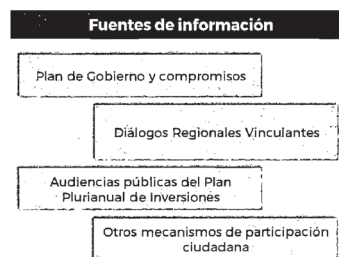 Fuentes de información
Plan de Gobierno y compromisos
Diálogos Regionales Vinculantes
Audiencias públicas del Plan
Plurianual de Inversiones
Otros mecanismos de participación
ciudadana